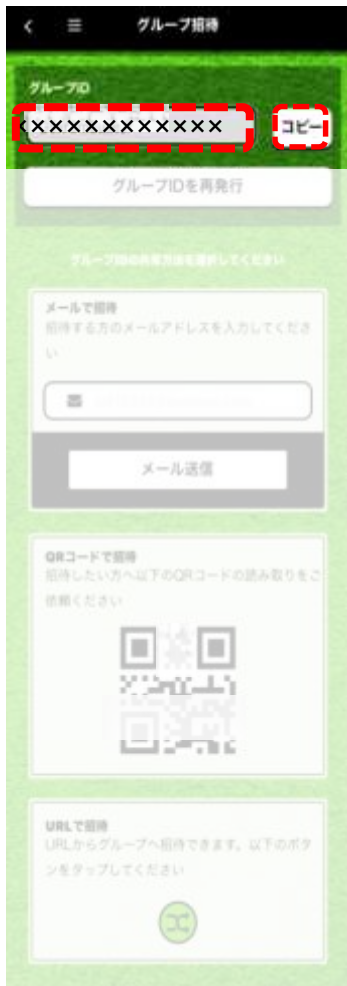 グループ招待
グループID
×××××××××××
コピー
グループIDを再発行
グループIDの共有方法を選択してください
メールで招待
招待する方のメールアドレスを入力してくださ
い
メール送信
QRコードで招待
招待したい方へ以下のQRコードの読み取りをご
依頼ください
URLで招待
URLからグループへ招待できます。以下のボタ
ンをタップしてください